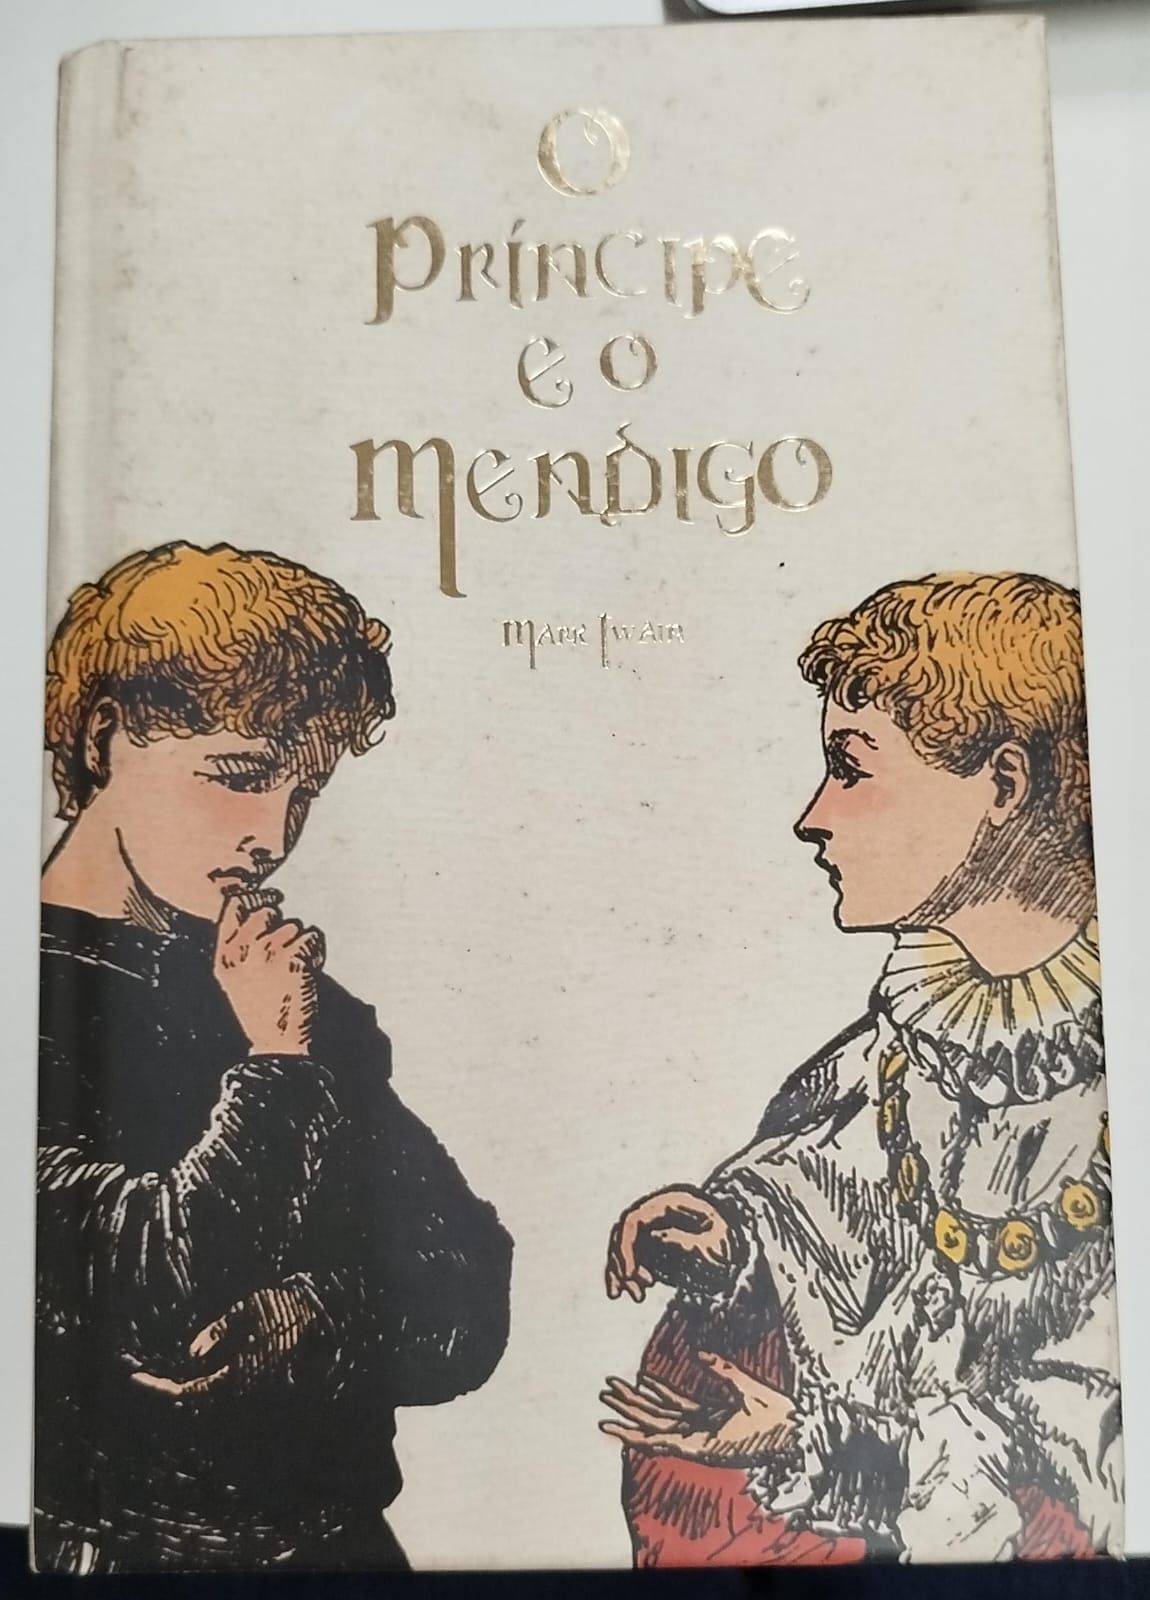 O
Príncipe
e o
Mendigo
Mark Twain